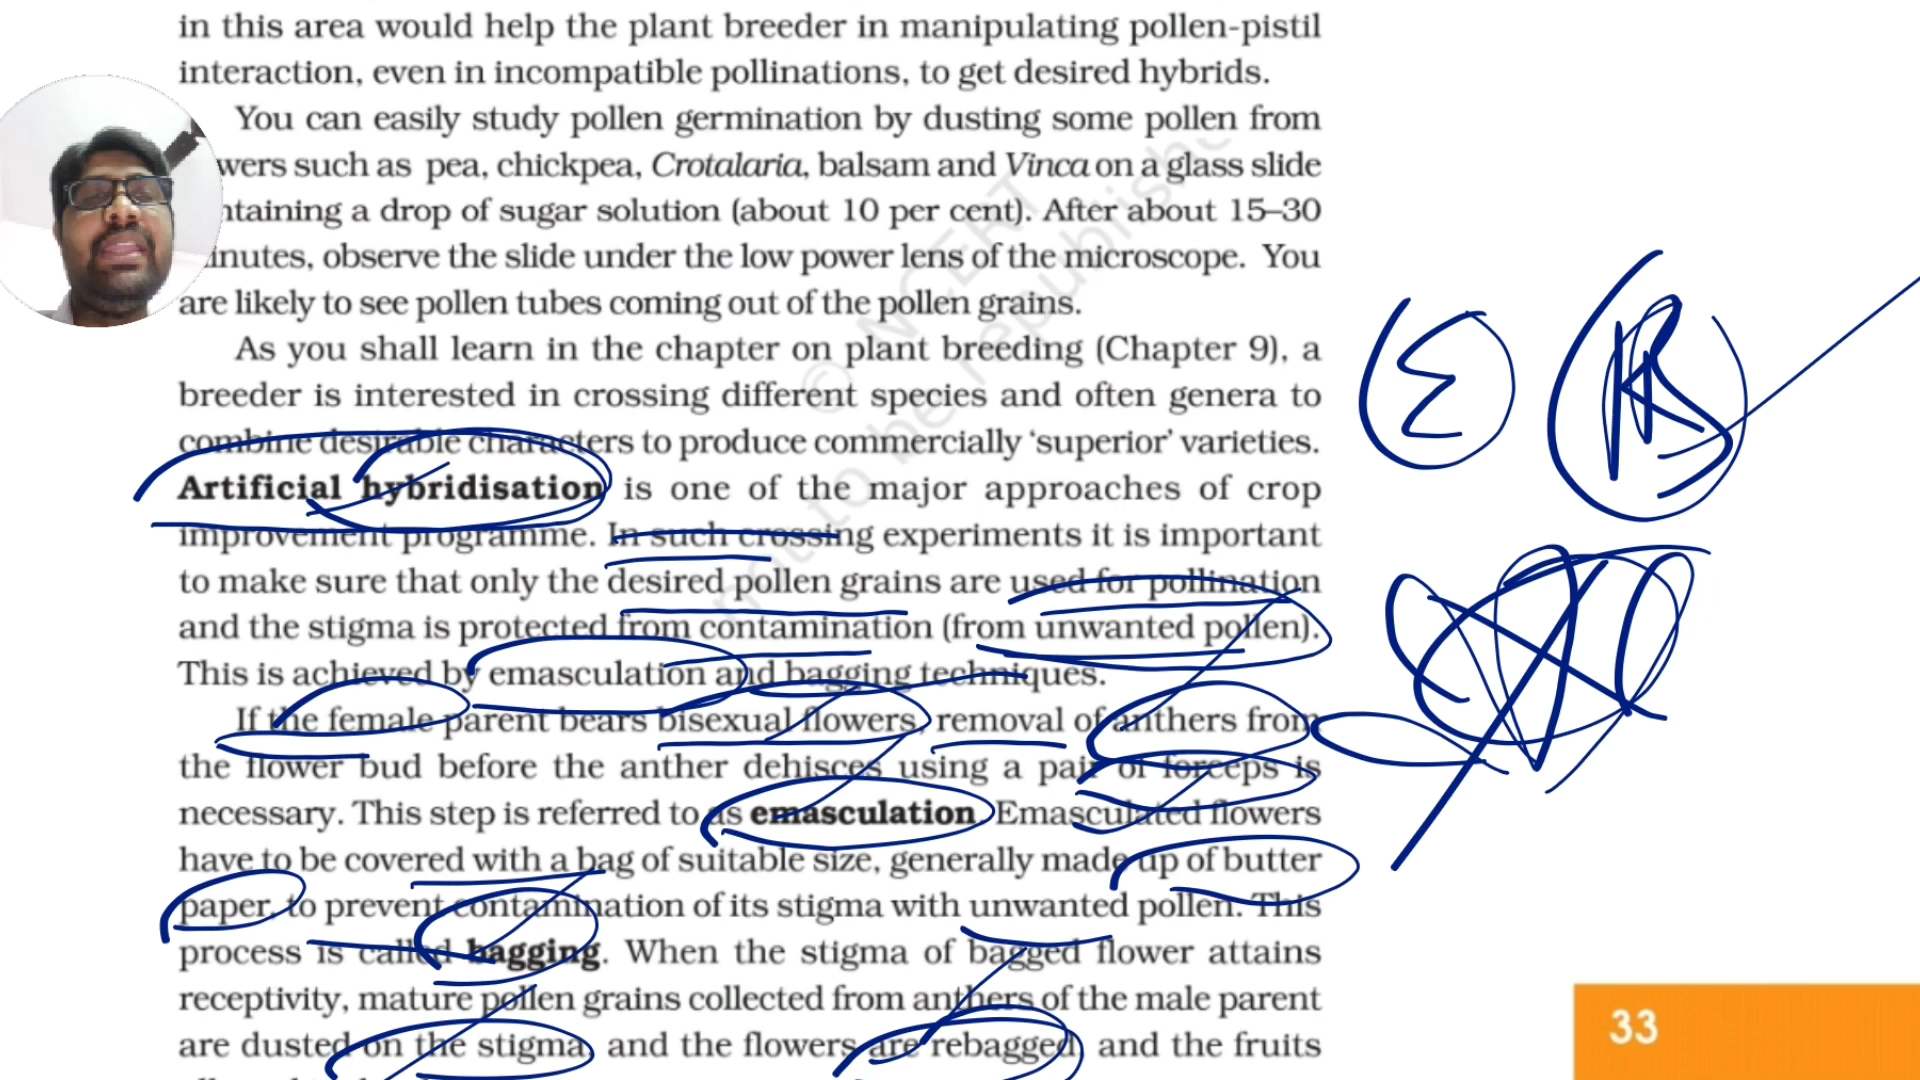 in this area would help the plant breeder in manipulating pollen-pistil
interaction, even in incompatible pollinations, to get desired hybrids.
You can easily study pollen germination by dusting some pollen from
wers such as pea, chickpea, Crotalaria, balsam and Vinca on a glass slide
ntaining a drop of sugar solution (about 10 per cent). After about 15–30
inutes, observe the slide under the low power lens of the microscope. You
are likely to see pollen tubes coming out of the pollen grains.
As you shall learn in the chapter on plant breeding (Chapter 9), a
breeder is interested in crossing different species and often genera to
combine desirable characters to produce commercially ‘superior’ varieties.
Artificial hybridisation is one of the major approaches of crop
improvement programme. In such crossing experiments it is important
to make sure that only the desired pollen grains are used for pollination
and the stigma is protected from contamination (from unwanted pollen).
This is achieved by emasculation and bagging techniques.
If the female parent bears bisexual flowers, removal of anthers from
the flower bud before the anther dehisces using a pair of forceps is
necessary. This step is referred to as emasculation. Emasculated flowers
have to be covered with a bag of suitable size, generally made up of butter
paper, to prevent contamination of its stigma with unwanted pollen. This
process is called bagging. When the stigma of bagged flower attains
receptivity, mature pollen grains collected from anthers of the male parent
are dusted on the stigma, and the flowers are rebagged, and the fruits
© NCERT
not to be republished
33